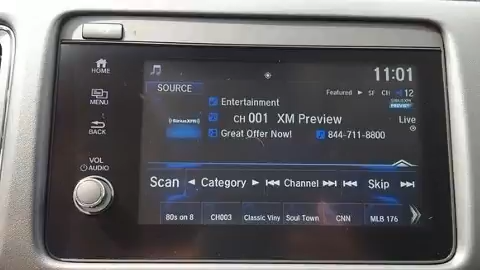 HOME
MENU
BACK
VOL
AUDIO
11:01
SOURCE
Featured SF CH 12
Entertainment
SiriusXM
CH 001 XM Preview
Live
Great Offer Now! 844-711-8800
Scan Category Channel Skip
80s on 8 CH003 Classic Viny Soul Town CNN MLB 176